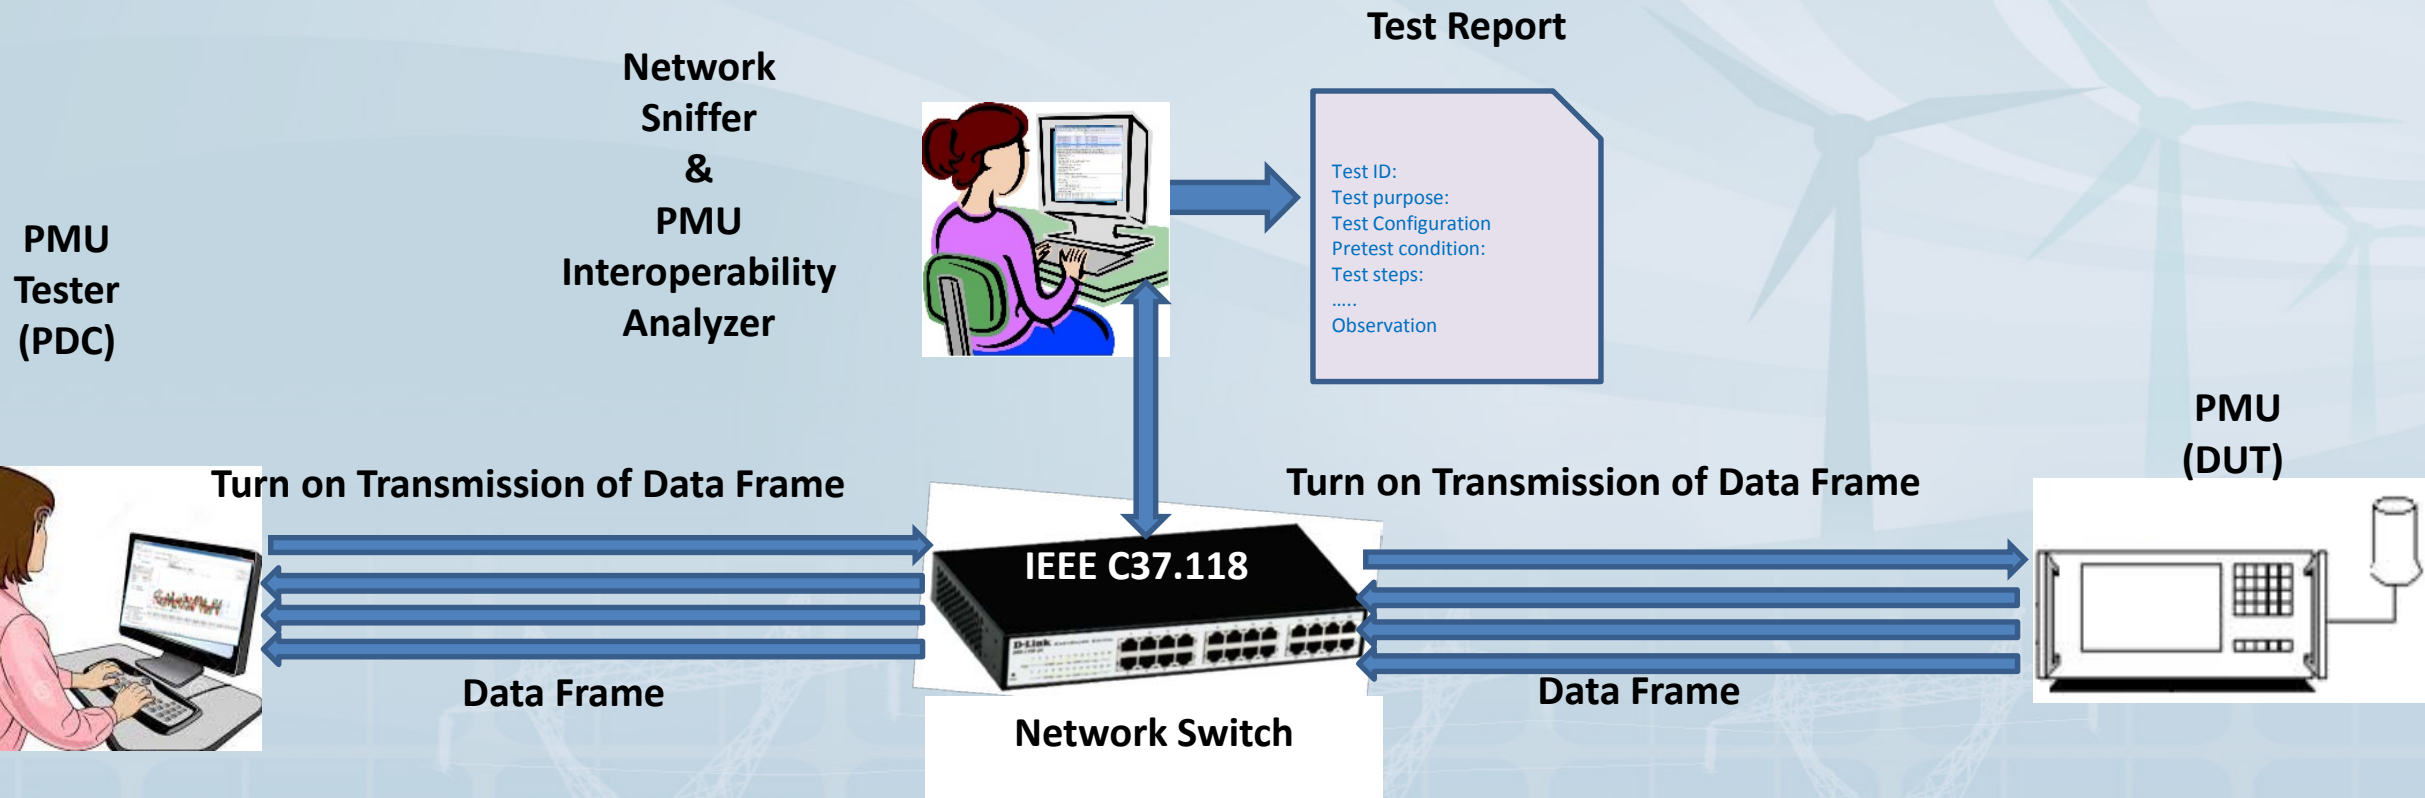 Test Report
Network
Sniffer
&
PMU
Interoperability
Analyzer
Test ID:
Test purpose:
Test Configuration
Pretest condition:
Test steps:
…..
Observation
PMU
Tester
(PDC)
PMU
(DUT)
Turn on Transmission of Data Frame
Turn on Transmission of Data Frame
IEEE C37.118
D-Link
Data Frame
Data Frame
Network Switch